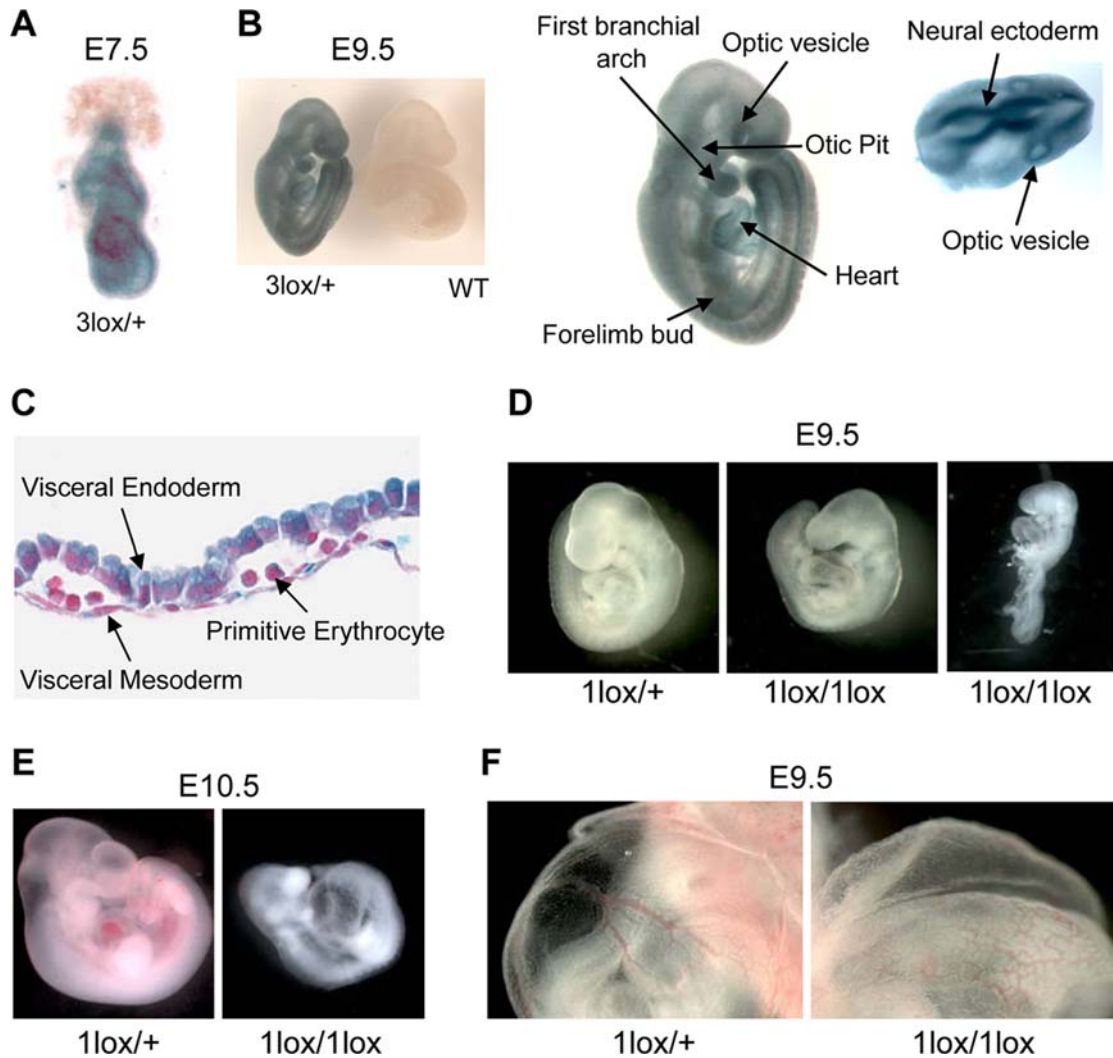 A
E7.5
3lox/+
B
E9.5
3lox/+
WT
First branchial
arch
Optic vesicle
Otic Pit
Heart
Forelimb bud
Neural ectoderm
Optic vesicle
C
Visceral Endoderm
Primitive Erythrocyte
Visceral Mesoderm
D
E9.5
1lox/+
1lox/1lox
1lox/1lox
E
E10.5
1lox/+
1lox/1lox
F
E9.5
1lox/+
1lox/1lox